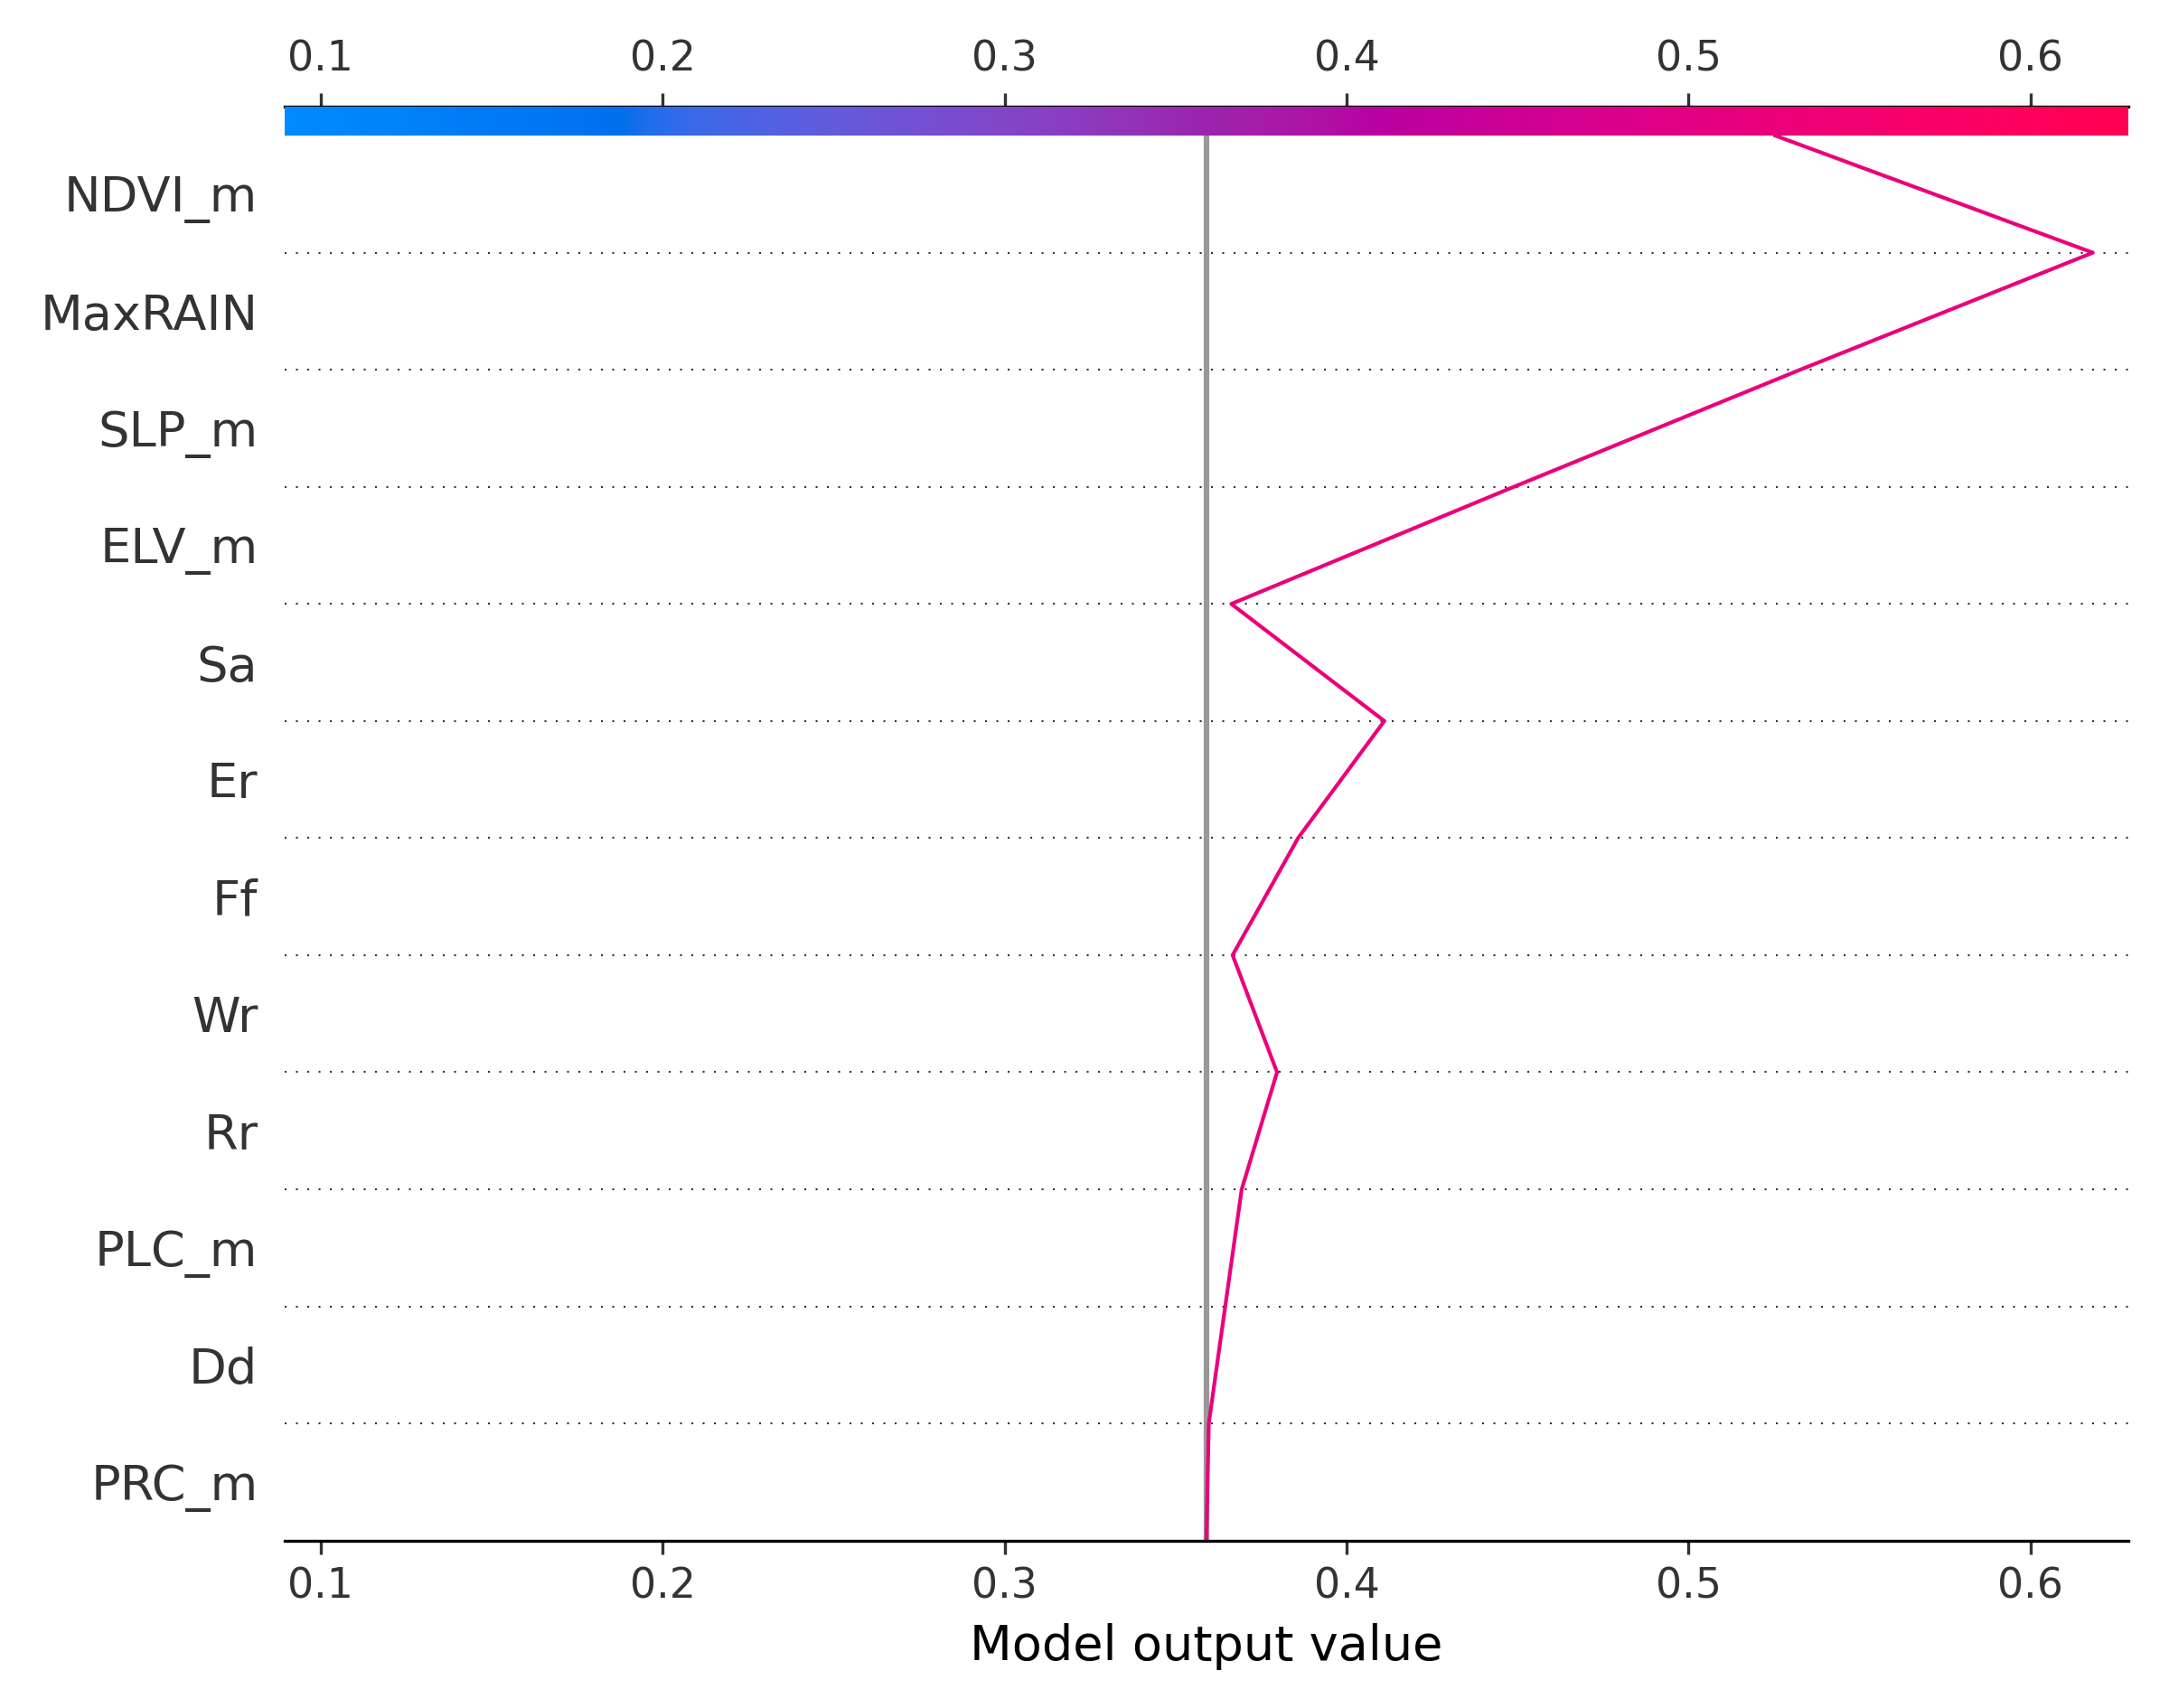 0.1 0.2 0.3 0.4 0.5 0.6
NDVI_m
MaxRAIN
SLP_m
ELV_m
Sa
Er
Ff
Wr
Rr
PLC_m
Dd
PRC_m
0.1 0.2 0.3 0.4 0.5 0.6
Model output value